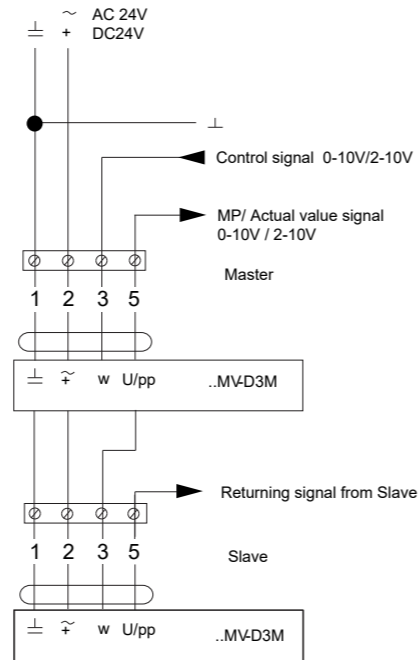 ⏊ ~ AC 24V
+ DC24V
⊥
Control signal 0-10V/2-10V
MP/ Actual value signal
0-10V / 2-10V
Master
1 2 3 5
⏊ ~+ w U/pp ..MV-D3M
Returning signal from Slave
1 2 3 5
Slave
⏊ ~+ w U/pp ..MV-D3M